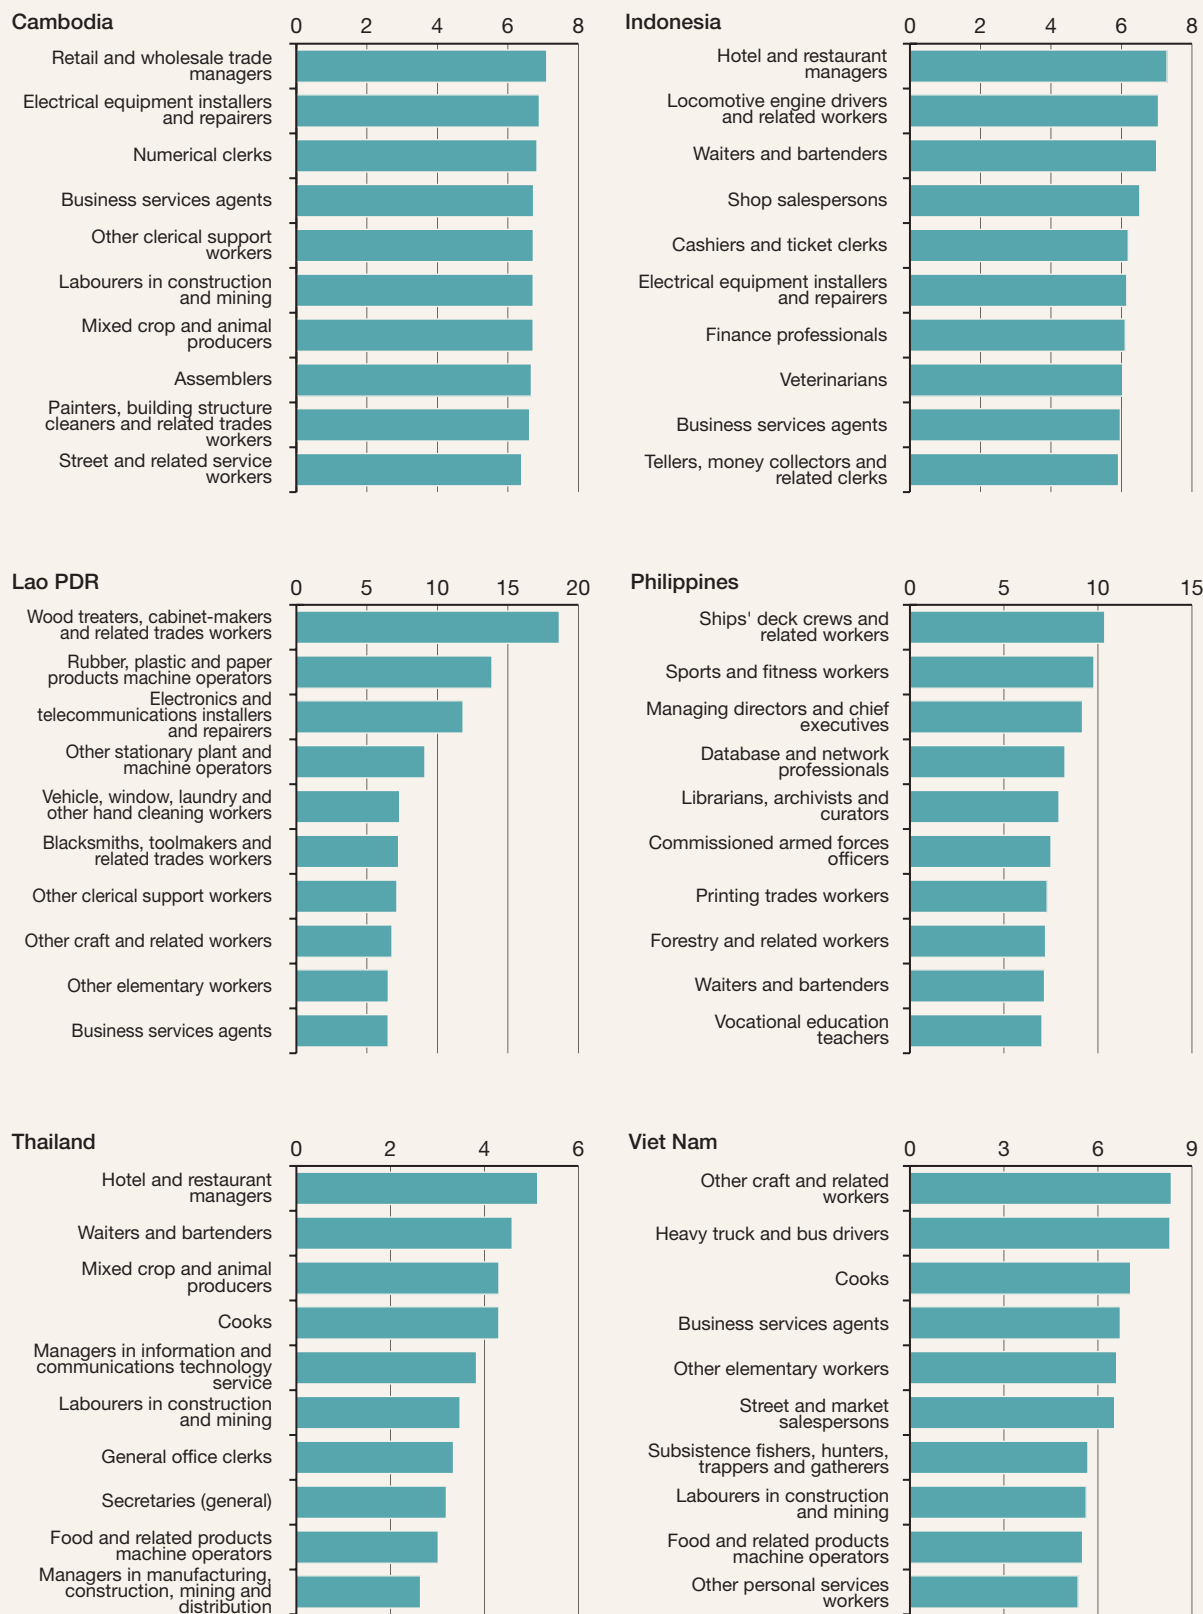 Cambodia
0 2 4 6 8
Retail and wholesale trade
managers
Electrical equipment installers
and repairers
Numerical clerks
Business services agents
Other clerical support
workers
Labourers in construction
and mining
Mixed crop and animal
producers
Assemblers
Painters, building structure
cleaners and related trades
workers
Street and related service
workers
Indonesia
0 2 4 6 8
Hotel and restaurant
managers
Locomotive engine drivers
and related workers
Waiters and bartenders
Shop salespersons
Cashiers and ticket clerks
Electrical equipment installers
and repairers
Finance professionals
Veterinarians
Business services agents
Tellers, money collectors and
related clerks
Lao PDR
0 5 10 15 20
Wood treaters, cabinet-makers
and related trades workers
Rubber, plastic and paper
products machine operators
Electronics and
telecommunications installers
and repairers
Other stationary plant and
machine operators
Vehicle, window, laundry and
other hand cleaning workers
Blacksmiths, toolmakers and
related trades workers
Other clerical support workers
Other craft and related workers
Other elementary workers
Business services agents
Philippines
0 5 10 15
Ships' deck crews and
related workers
Sports and fitness workers
Managing directors and chief
executives
Database and network
professionals
Librarians, archivists and
curators
Commissioned armed forces
officers
Printing trades workers
Forestry and related workers
Waiters and bartenders
Vocational education
teachers
Thailand
0 2 4 6
Hotel and restaurant
managers
Waiters and bartenders
Mixed crop and animal
producers
Cooks
Managers in information and
communications technology
service
Labourers in construction
and mining
General office clerks
Secretaries (general)
Food and related products
machine operators
Managers in manufacturing,
construction, mining and
distribution
Viet Nam
0 3 6 9
Other craft and related
workers
Heavy truck and bus drivers
Cooks
Business services agents
Other elementary workers
Street and market
salespersons
Subsistence fishers, hunters,
trappers and gatherers
Labourers in construction
and mining
Food and related products
machine operators
Other personal services
workers